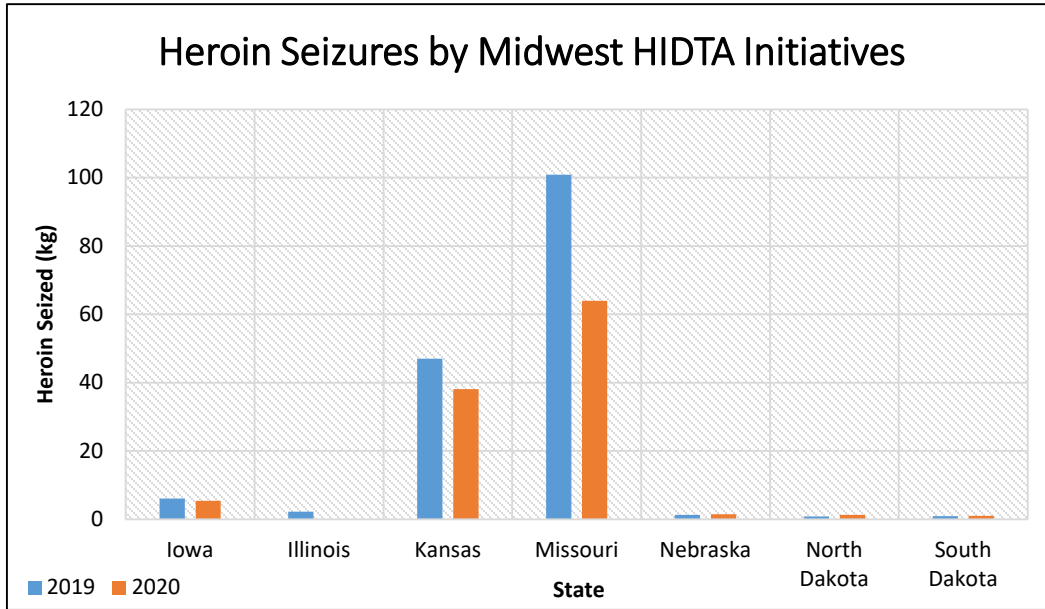 Heroin Seizures by Midwest HIDTA Initiatives
120
100
80
60
40
20
0
Heroin Seized (kg)
Iowa
Illinois
Kansas
Missouri
Nebraska
North
Dakota
South
Dakota
State
2019
2020